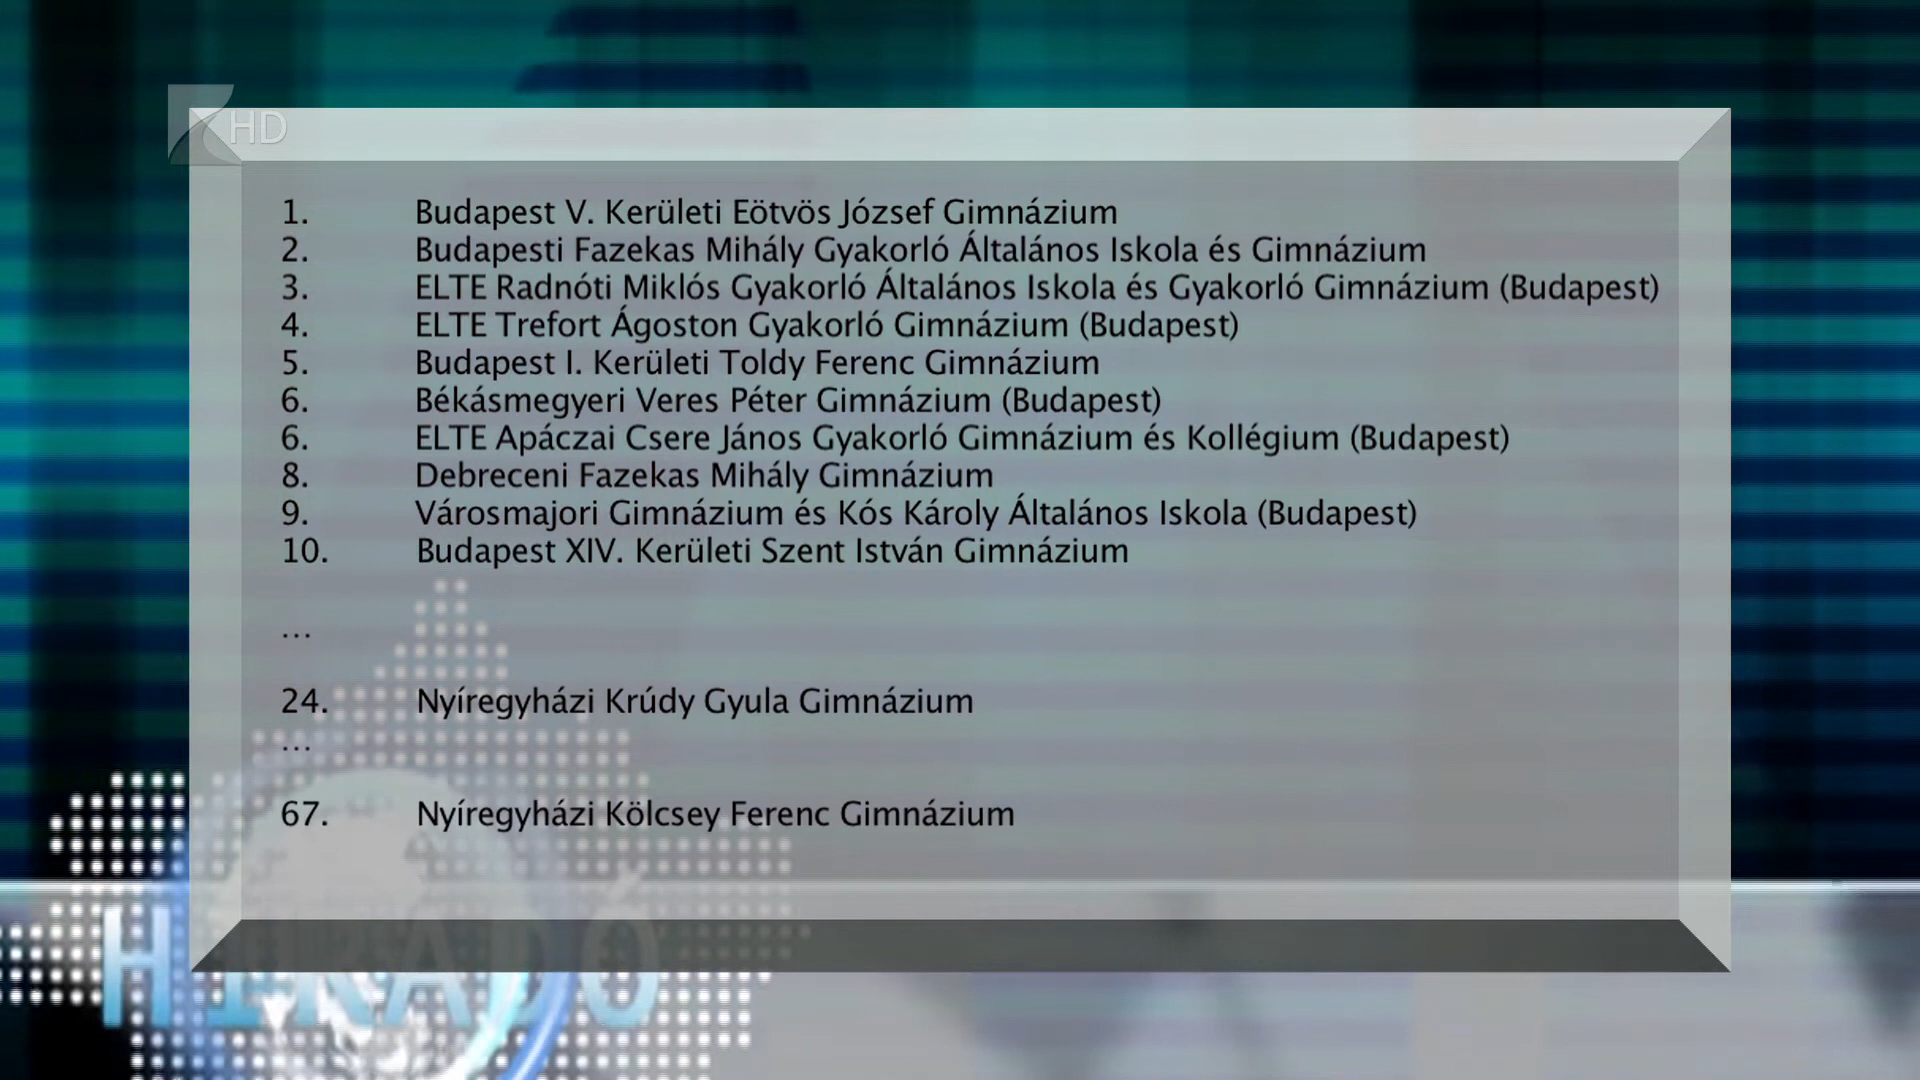 HD
1. Budapest V. Kerületi Eötvös József Gimnázium
2. Budapesti Fazekas Mihály Gyakorló Általános Iskola és Gimnázium
3. ELTE Radnóti Miklós Gyakorló Általános Iskola és Gyakorló Gimnázium (Budapest)
4. ELTE Trefort Ágoston Gyakorló Gimnázium (Budapest)
5. Budapest I. Kerületi Toldy Ferenc Gimnázium
6. Békásmegyeri Veres Péter Gimnázium (Budapest)
6. ELTE Apáczai Csere János Gyakorló Gimnázium és Kollégium (Budapest)
8. Debreceni Fazekas Mihály Gimnázium
9. Városmajori Gimnázium és Kós Károly Általános Iskola (Budapest)
10. Budapest XIV. Kerületi Szent István Gimnázium
...
24. Nyíregyházi Krúdy Gyula Gimnázium
...
67. Nyíregyházi Kölcsey Ferenc Gimnázium
HÍRADÓ